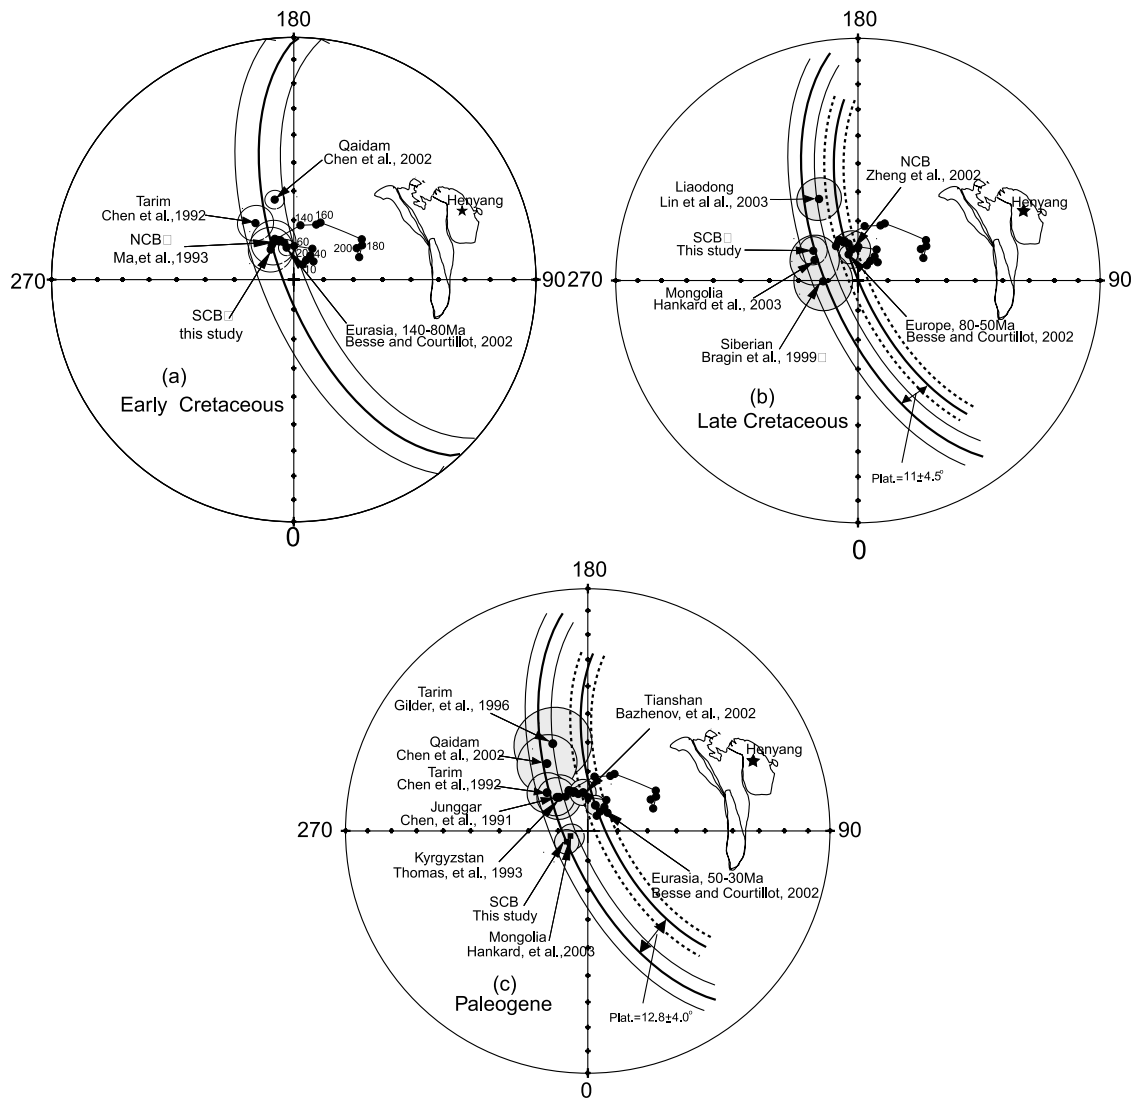 180
Qaidam
Chen et al., 2002
Tarim
Chen et al.,1992
NCB□
Ma,et al., 1993
140
160
Henyang
60
200
180
20
40
10
270
90
SCB□
this study
Eurasia, 140-80Ma
Besse and Courtillot, 2002
(a)
Early Cretaceous
0
180
NCB
Zheng et al., 2002
Liaodong
Lin et al., 2003
Henyang
SCB□
This study
270
90
Mongolia
Hankard et al., 2003
Siberian
Bragin et al., 1999□
Europe, 80-50Ma
Besse and Courtillot, 2002
(b)
Late Cretaceous
Plat.=11±4.5°
0
180
Tarim
Gilder, et al., 1996
Tianshan
Bazhenov, et al., 2002
Qaidam
Chen et al., 2002
Henyang
Tarim
Chen et al.,1992
Junggar
Chen, et al., 1991
270
90
Kyrgyzstan
Thomas, et al., 1993
Eurasia, 50-30Ma
Besse and Courtillot, 2002
SCB
This study
Mongolia
Hankard, et al.,2003
(c)
Paleogene
Plat.=12.8±4.0°
0